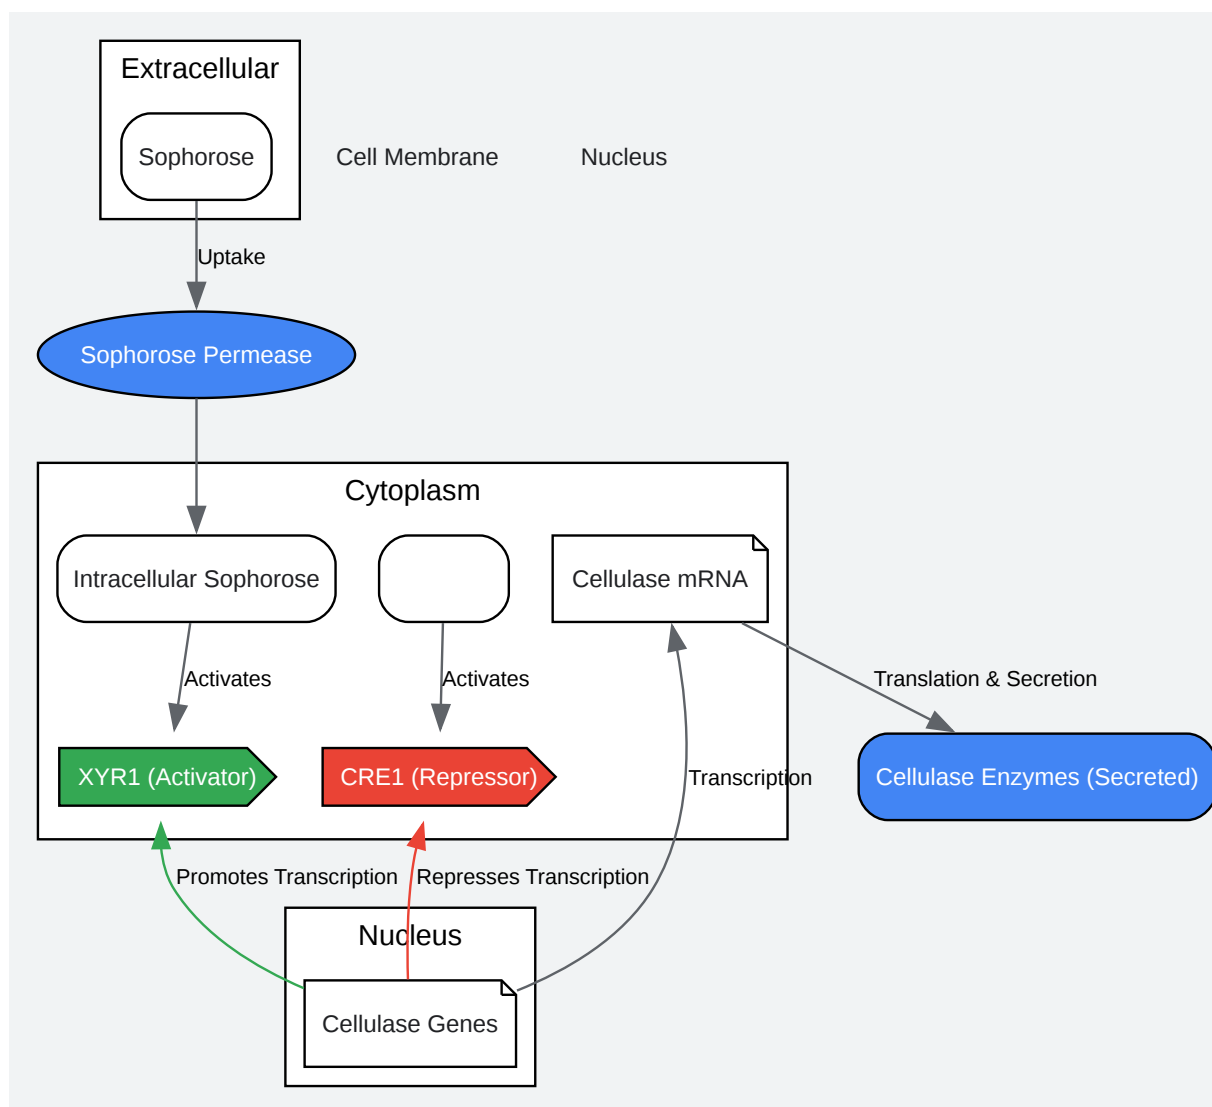 Extracellular
Sophorose
Cell Membrane
Nucleus
Uptake
Sophorose Permease
Cytoplasm
Intracellular Sophorose
Cellulase mRNA
Activates
Activates
Translation & Secretion
XYR1 (Activator)
CRE1 (Repressor)
Transcription
Cellulase Enzymes (Secreted)
Promotes Transcription
Represses Transcription
Nucleus
Cellulase Genes